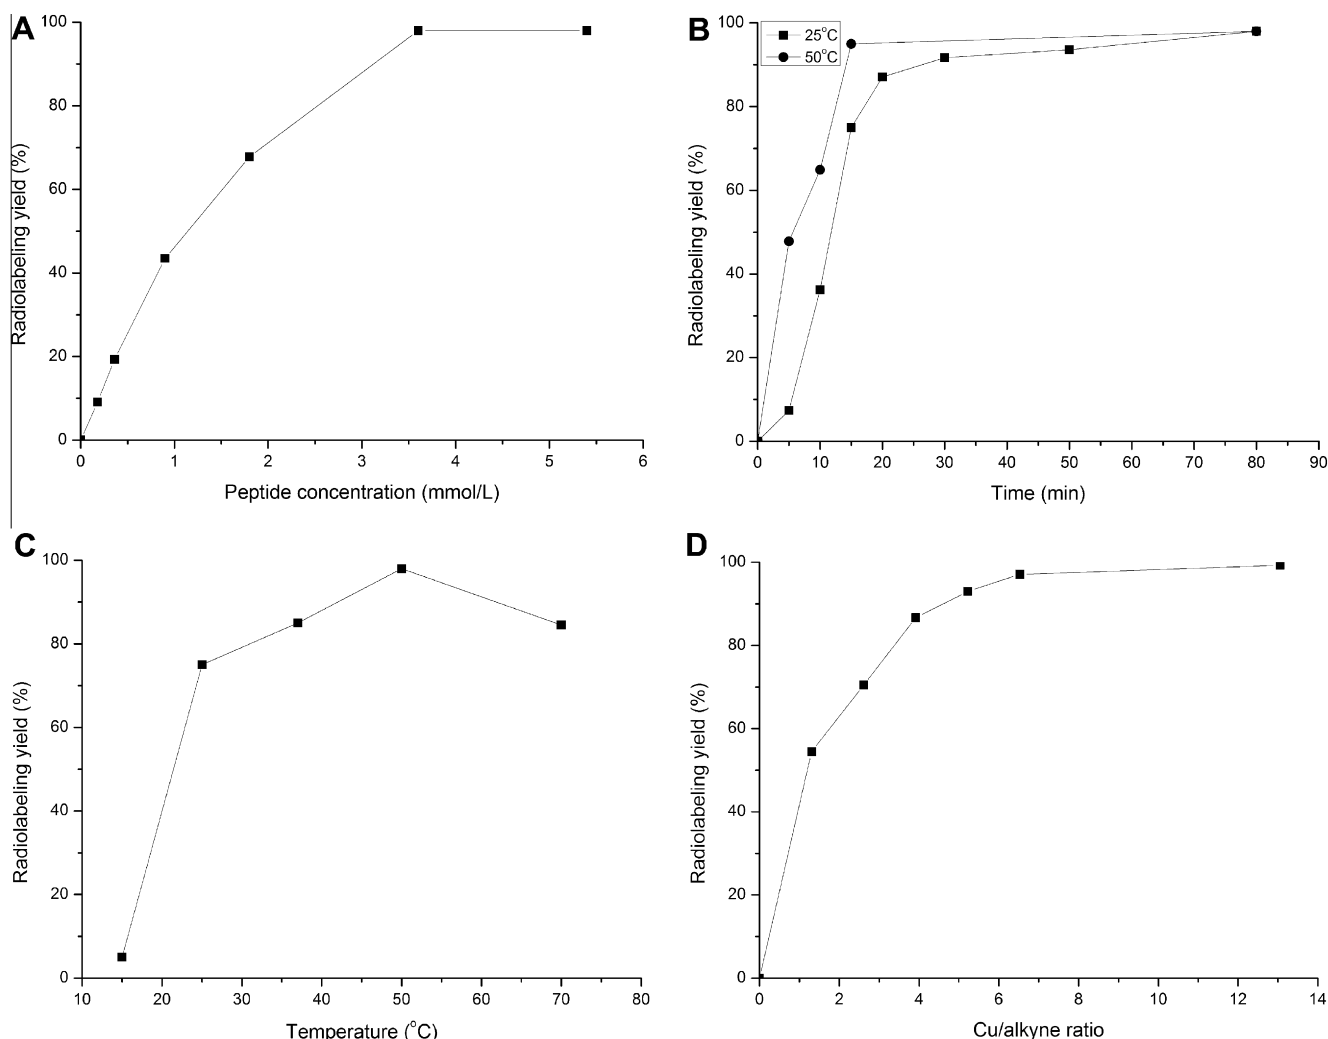 A
100
80
60
40
20
0
Radiolabeling yield (%)
0 1 2 3 4 5 6
Peptide concentration (mmol/L)
B
25°C
50°C
100
80
60
40
20
0
Radiolabeling yield (%)
0 10 20 30 40 50 60 70 80 90
Time (min)
C
100
80
60
40
20
0
Radiolabeling yield (%)
10 20 30 40 50 60 70 80
Temperature (°C)
D
100
80
60
40
20
0
Radiolabeling yield (%)
0 2 4 6 8 10 12 14
Cu/alkyne ratio